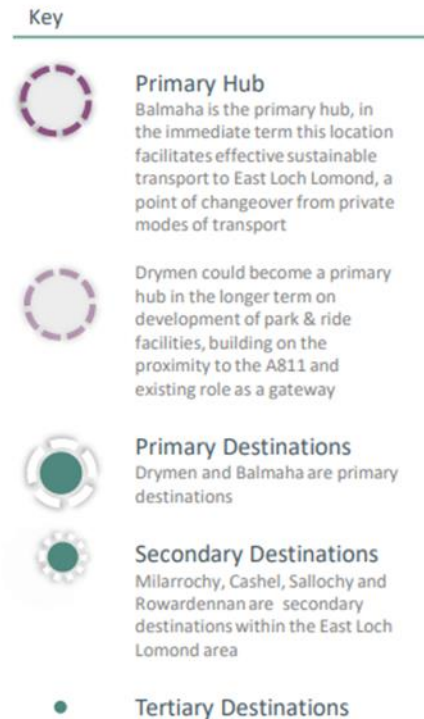 Key
Primary Hub
Balmaha is the primary hub, in
the immediate term this location
facilitates effective sustainable
transport to East Loch Lomond, a
point of changeover from private
modes of transport
Drymen could become a primary
hub in the longer term on
development of park & ride
facilities, building on the
proximity to the A811 and
existing role as a gateway
Primary Destinations
Drymen and Balmaha are primary
destinations
Secondary Destinations
Milarrochy, Cashel, Sallochy and
Rowardennan are secondary
destinations within the East Loch
Lomond area
Tertiary Destinations